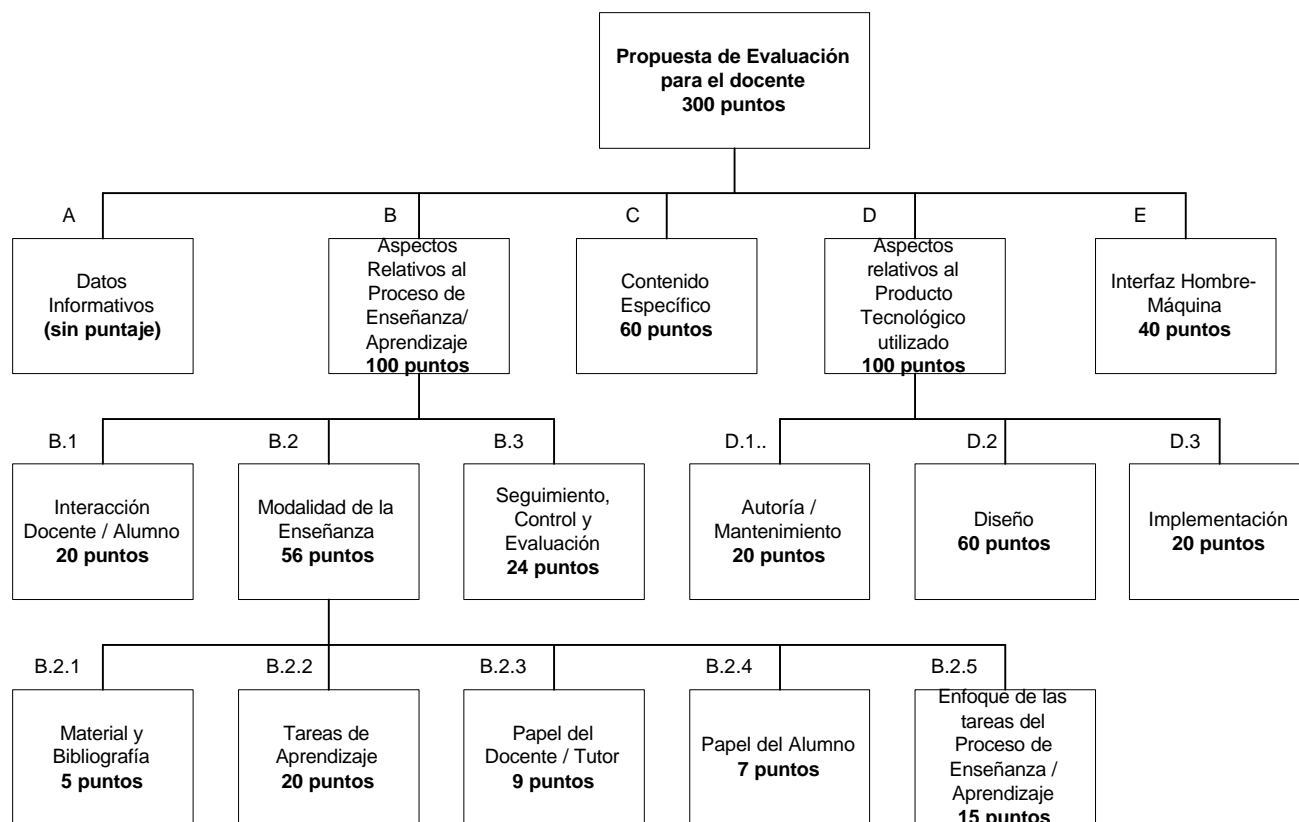 Propuesta de Evaluación
para el docente
300 puntos
A
B
C
D
E
Datos
Informativos
(sin puntaje)
Aspectos
Relativos al
Proceso de
Enseñanza/
Aprendizaje
100 puntos
Contenido
Específico
60 puntos
Aspectos
relativos al
Producto
Tecnológico
utilizado
100 puntos
Interfaz Hombre-
Máquina
40 puntos
B.1
B.2
B.3
D.1..
D.2
D.3
Interacción
Docente / Alumno
20 puntos
Modalidad de la
Enseñanza
56 puntos
Seguimiento,
Control y
Evaluación
24 puntos
Autoría /
Mantenimiento
20 puntos
Diseño
60 puntos
Implementación
20 puntos
B.2.1
B.2.2
B.2.3
B.2.4
B.2.5
Material y
Bibliografía
5 puntos
Tareas de
Aprendizaje
20 puntos
Papel del
Docente / Tutor
9 puntos
Papel del Alumno
7 puntos
Enfoque de las
tareas del
Proceso de
Enseñanza /
Aprendizaje
15 puntos